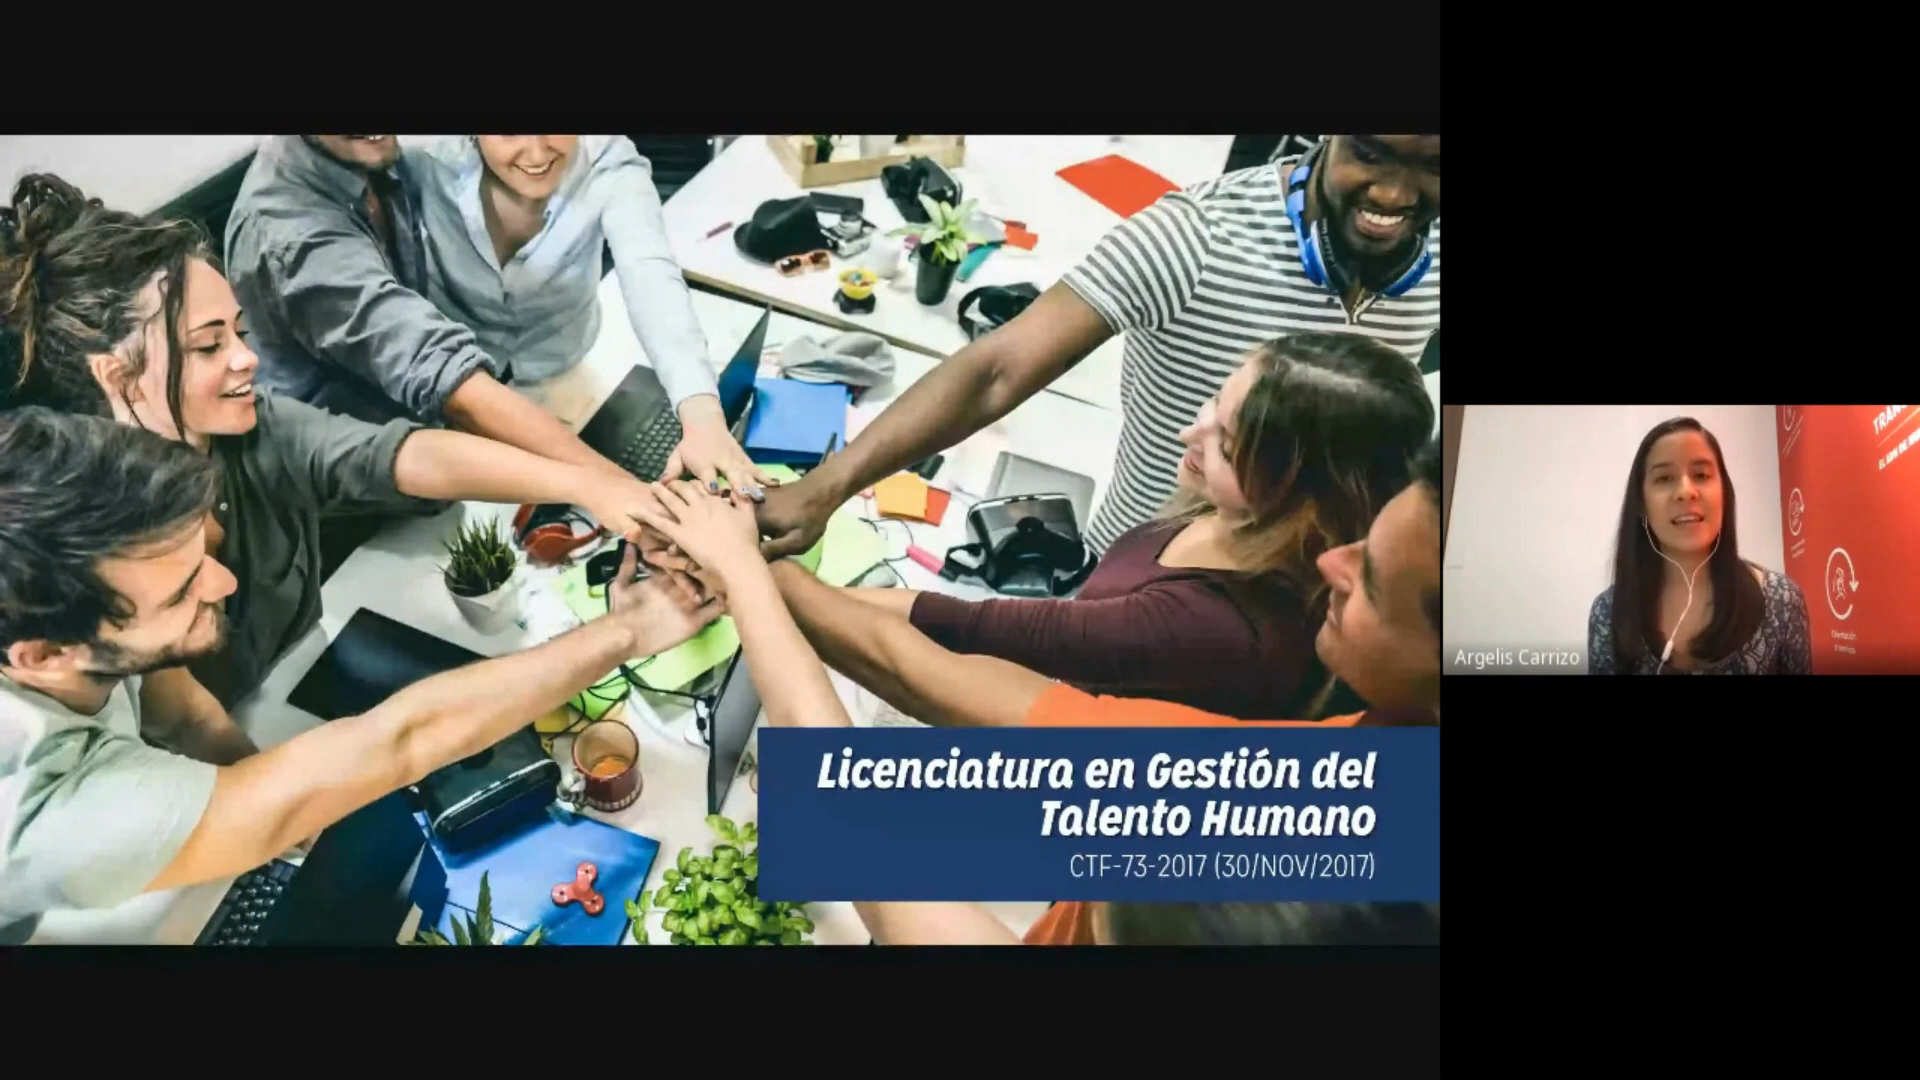 Licenciatura en Gestión del
Talento Humano
CTF-73-2017 (30/NOV/2017)
Argelis Carrizo